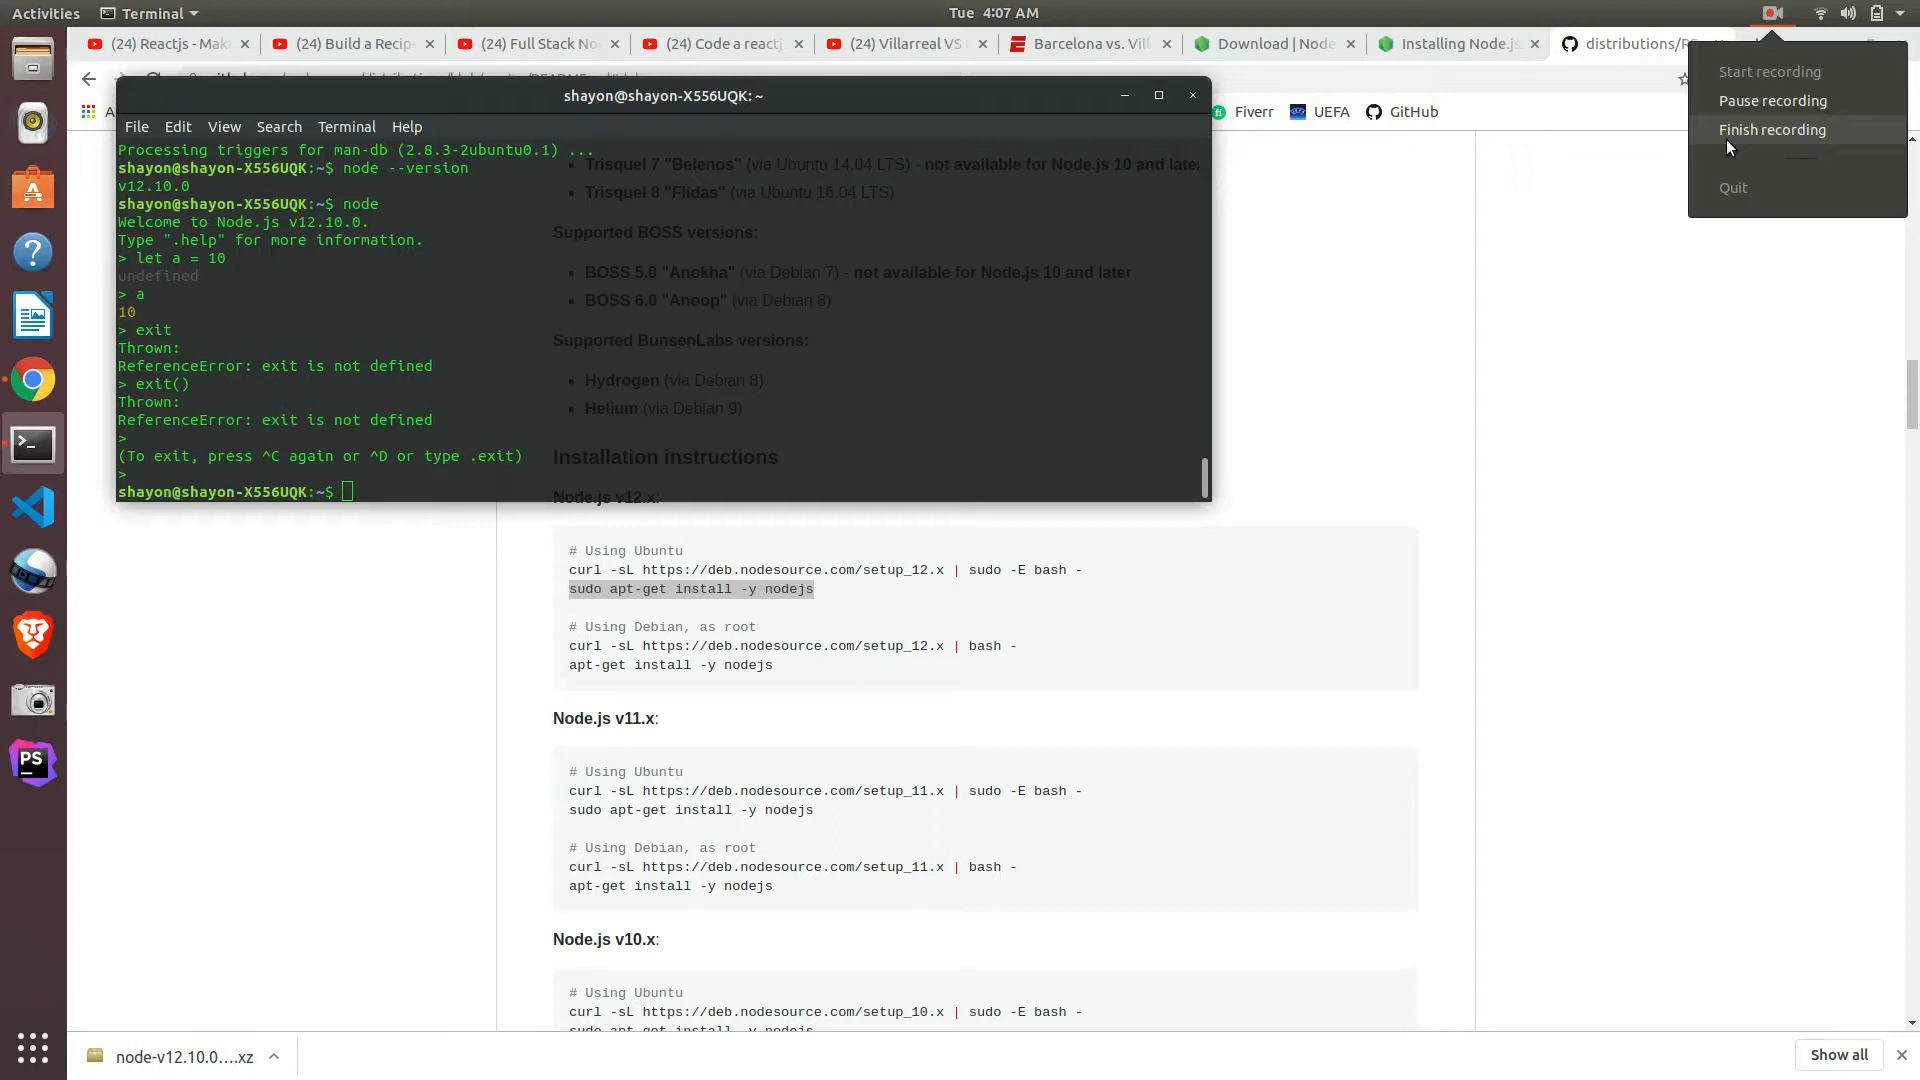 Activities
Terminal
Tue 4:07 AM
(24) Reactjs - Mak
(24) Build a Recip
(24) Full Stack No
(24) Code a reactj
(24) Villarreal VS
Barcelona vs. Vill
Download | Node
Installing Node.js
distributions/RE
Start recording
Pause recording
Finish recording
Quit
Fiverr
UEFA
GitHub
shayon@shayon-X556UQK: ~
File Edit View Search Terminal Help
Processing triggers for man-db (2.8.3-2ubuntu0.1) ...
shayon@shayon-X556UQK:~$ node --version
v12.10.0
shayon@shayon-X556UQK:~$ node
Welcome to Node.js v12.10.0.
Type ".help" for more information.
> let a = 10
undefined
> a
10
> exit
Thrown:
ReferenceError: exit is not defined
> exit()
Thrown:
ReferenceError: exit is not defined
>
(To exit, press ^C again or ^D or type .exit)
>
shayon@shayon-X556UQK:~$
Trisquel 7 "Belenos" (via Ubuntu 14.04 LTS) - not available for Node.js 10 and later
Trisquel 8 "Flidas" (via Ubuntu 16.04 LTS)
Supported BOSS versions:
BOSS 5.0 "Anokha" (via Debian 7) - not available for Node.js 10 and later
BOSS 6.0 "Anoop" (via Debian 8)
Supported BunsenLabs versions:
Hydrogen (via Debian 8)
Helium (via Debian 9)
Installation instructions
Node.js v12.x:
# Using Ubuntu
curl -sL https://deb.nodesource.com/setup_12.x | sudo -E bash -
sudo apt-get install -y nodejs
# Using Debian, as root
curl -sL https://deb.nodesource.com/setup_12.x | bash -
apt-get install -y nodejs
Node.js v11.x:
# Using Ubuntu
curl -sL https://deb.nodesource.com/setup_11.x | sudo -E bash -
sudo apt-get install -y nodejs
# Using Debian, as root
curl -sL https://deb.nodesource.com/setup_11.x | bash -
apt-get install -y nodejs
Node.js v10.x:
# Using Ubuntu
curl -sL https://deb.nodesource.com/setup_10.x | sudo -E bash -
sudo apt-get install -y nodejs
PS
node-v12.10.0....xz
Show all